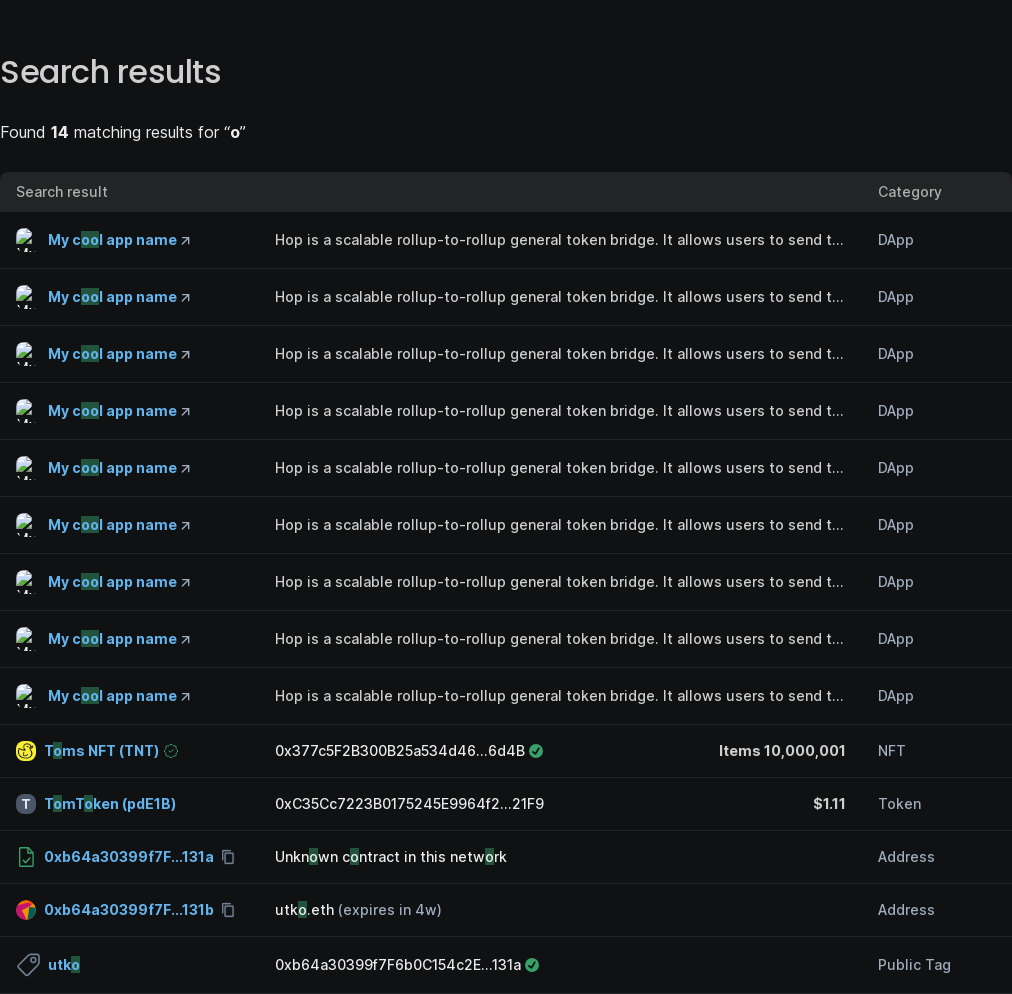 Search results
Found 14 matching results for “o”
Search result Category
My cool app name Hop is a scalable rollup-to-rollup general token bridge. It allows users to send t... DApp
My cool app name Hop is a scalable rollup-to-rollup general token bridge. It allows users to send t... DApp
My cool app name Hop is a scalable rollup-to-rollup general token bridge. It allows users to send t... DApp
My cool app name Hop is a scalable rollup-to-rollup general token bridge. It allows users to send t... DApp
My cool app name Hop is a scalable rollup-to-rollup general token bridge. It allows users to send t... DApp
My cool app name Hop is a scalable rollup-to-rollup general token bridge. It allows users to send t... DApp
My cool app name Hop is a scalable rollup-to-rollup general token bridge. It allows users to send t... DApp
My cool app name Hop is a scalable rollup-to-rollup general token bridge. It allows users to send t... DApp
My cool app name Hop is a scalable rollup-to-rollup general token bridge. It allows users to send t... DApp
Toms NFT (TNT) 0x377c5F2B300B25a534d46...6d4B Items 10,000,001 NFT
T TomToken (pdE1B) 0xC35Cc7223B0175245E9964f2...21F9 $1.11 Token
0xb64a30399f7F...131a Unknown contract in this network Address
0xb64a30399f7F...131b utko.eth (expires in 4w) Address
utko 0xb64a30399f7F6b0C154c2E...131a Public Tag